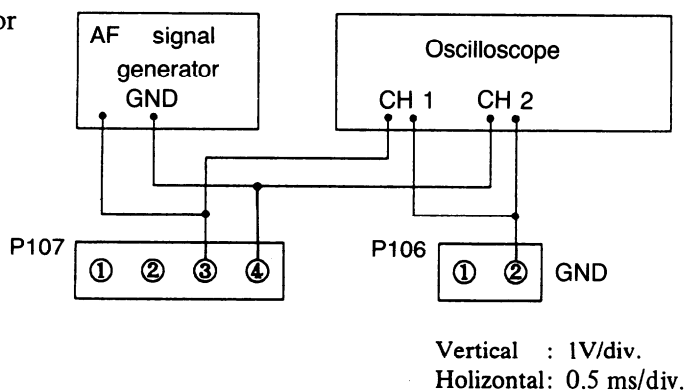 or
AF signal
generator
GND
Oscilloscope
CH 1 CH 2
P107
① ② ③ ④
P106
① ② GND
Vertical : 1V/div.
Holizontal: 0.5 ms/div.